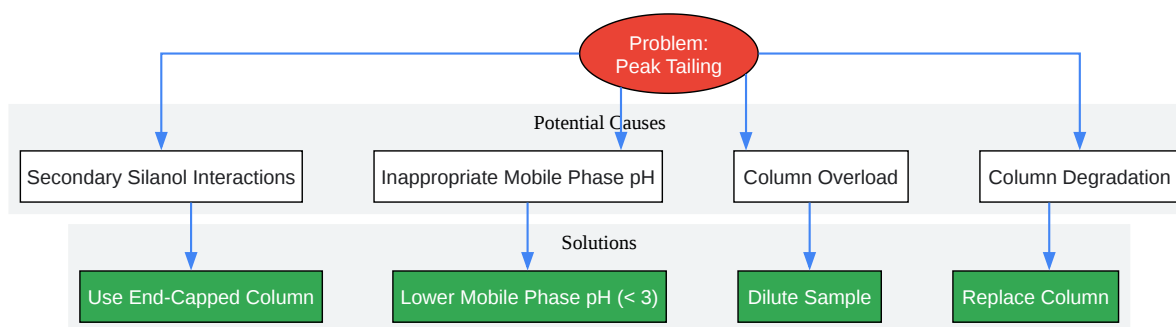 Problem:
Peak Tailing
Potential Causes
Secondary Silanol Interactions
Inappropriate Mobile Phase pH
Column Overload
Column Degradation
Solutions
Use End-Capped Column
Lower Mobile Phase pH (< 3)
Dilute Sample
Replace Column